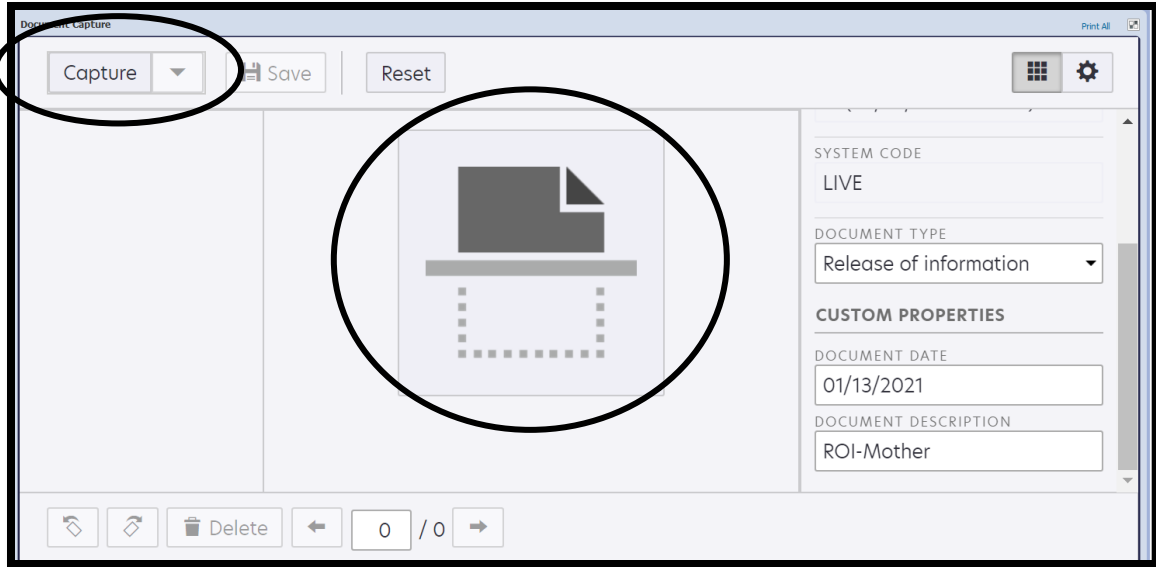 Document Capture
Print All
Capture
Save
Reset
SYSTEM CODE
LIVE
DOCUMENT TYPE
Release of information
CUSTOM PROPERTIES
DOCUMENT DATE
01/13/2021
DOCUMENT DESCRIPTION
ROI-Mother
Delete
0 / 0